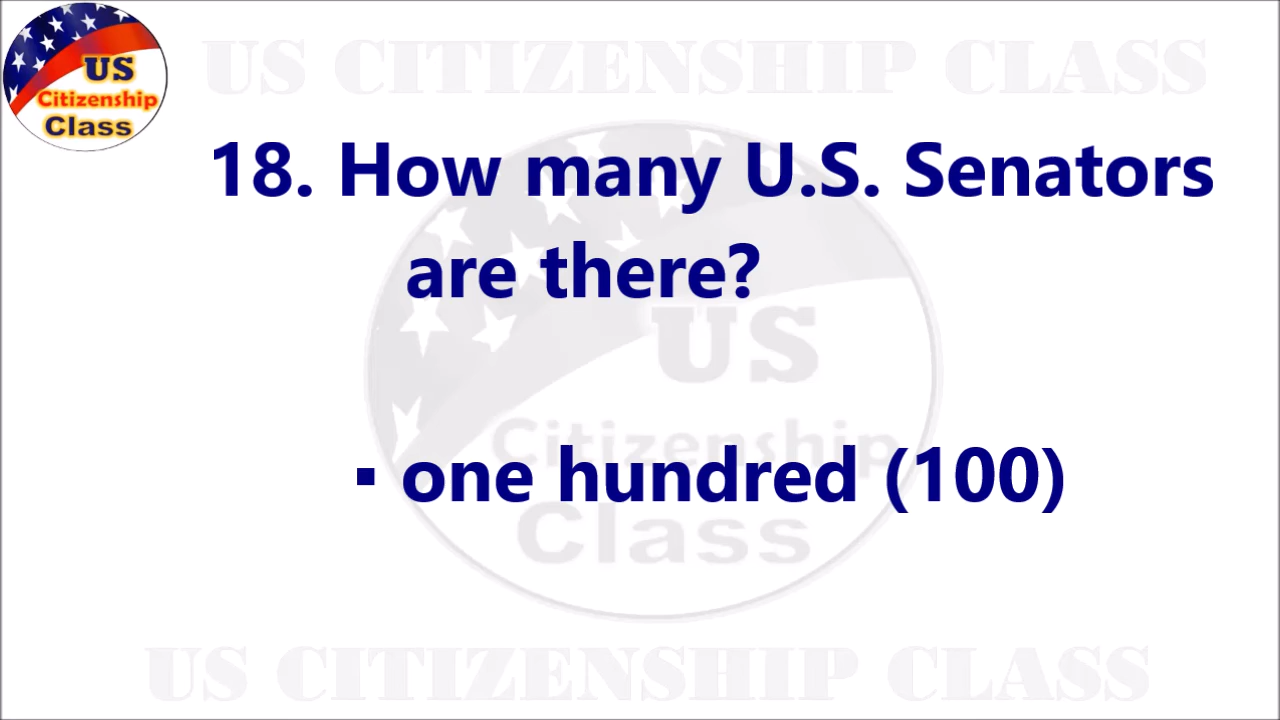 US CITIZENSHIP CLASS
US
Citizenship
Class
18. How many U.S. Senators
are there?
US
Citizenship
▪ one hundred (100)
Class
US CITIZENSHIP CLASS